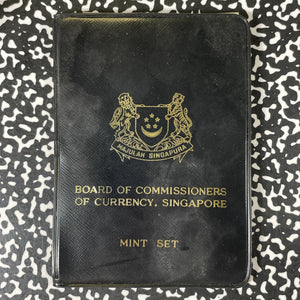 MAJULAH SINGAPURA
BOARD OF COMMISSIONERS
OF CURRENCY, SINGAPORE
MINT SET